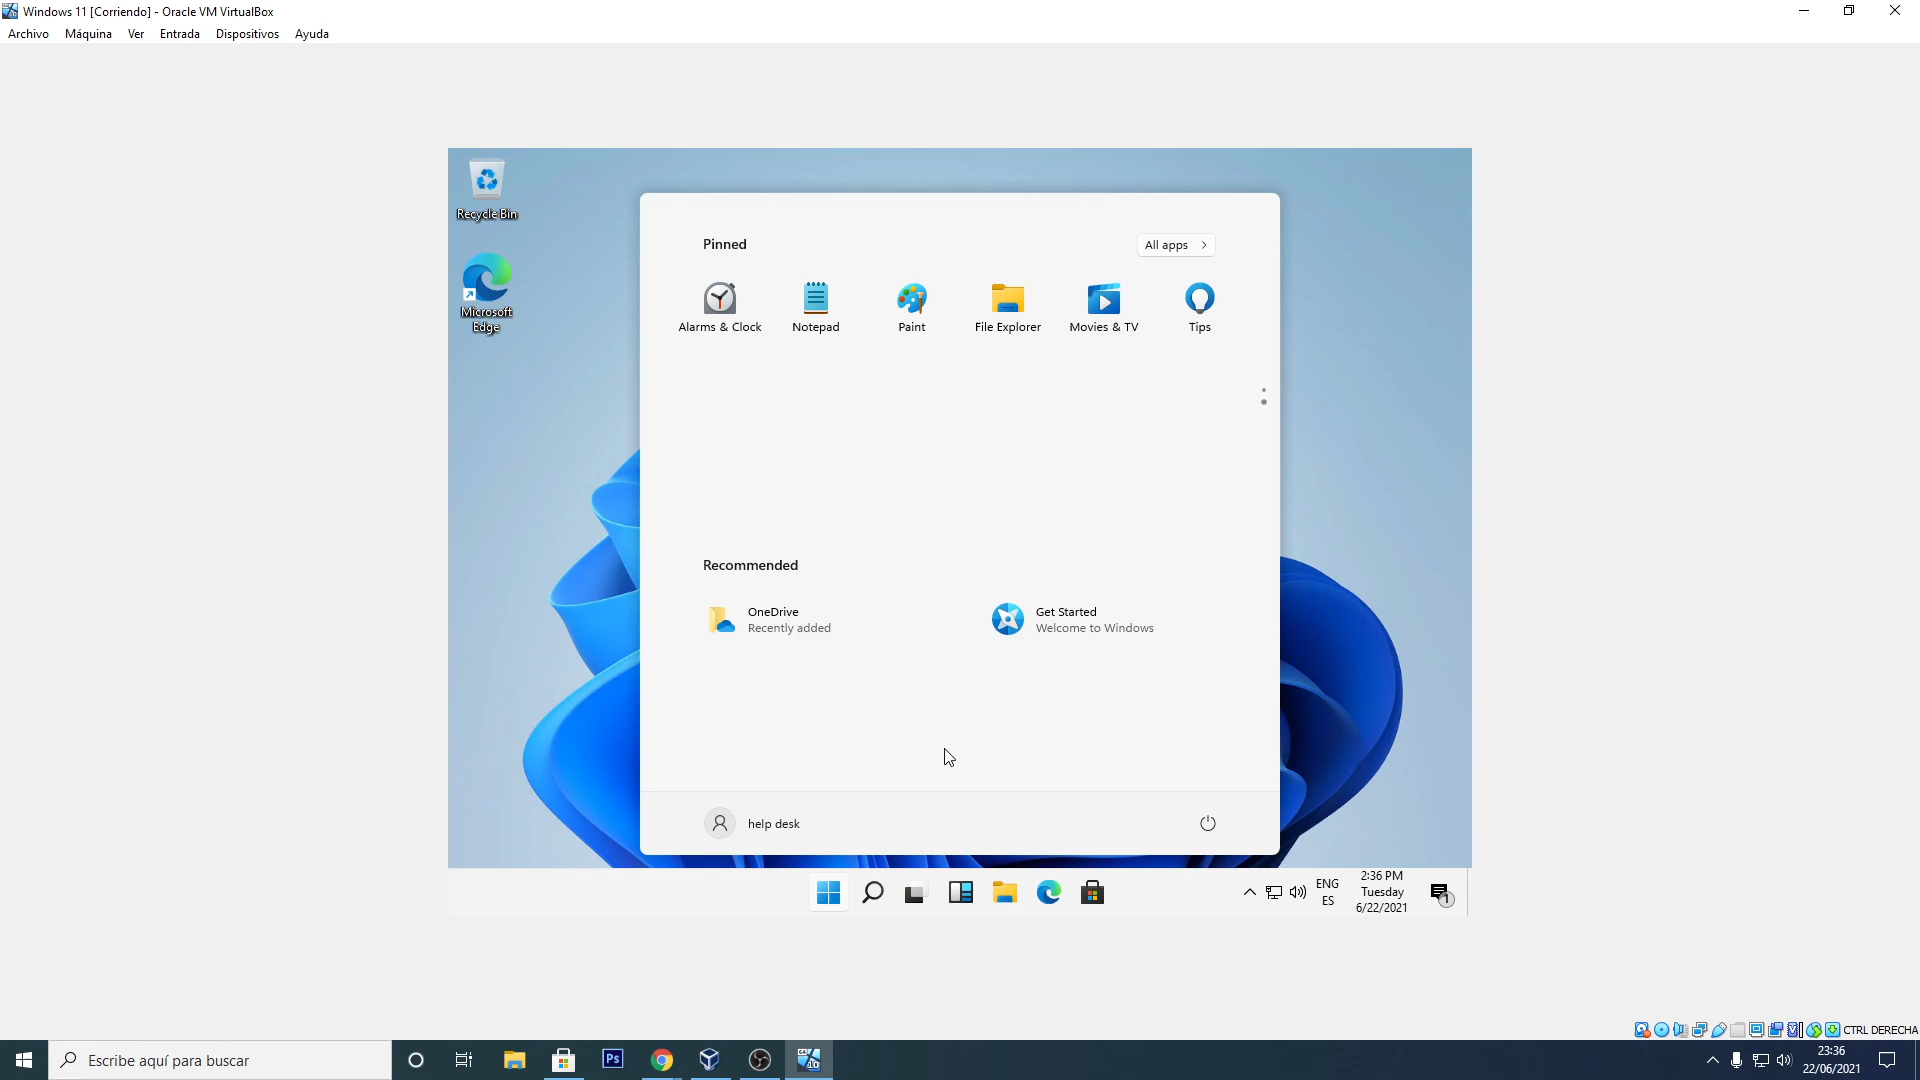 Windows 11 [Corriendo] - Oracle VM VirtualBox
Archivo Máquina Ver Entrada Dispositivos Ayuda
Recycle Bin
Microsoft
Edge
Pinned
All apps
Alarms & Clock Notepad Paint File Explorer Movies & TV Tips
Recommended
OneDrive
Recently added
Get Started
Welcome to Windows
help desk
ENG
ES
2:36 PM
Tuesday
6/22/2021
1
CTRL DERECHA
Escribe aquí para buscar
Ps
23:36
22/06/2021